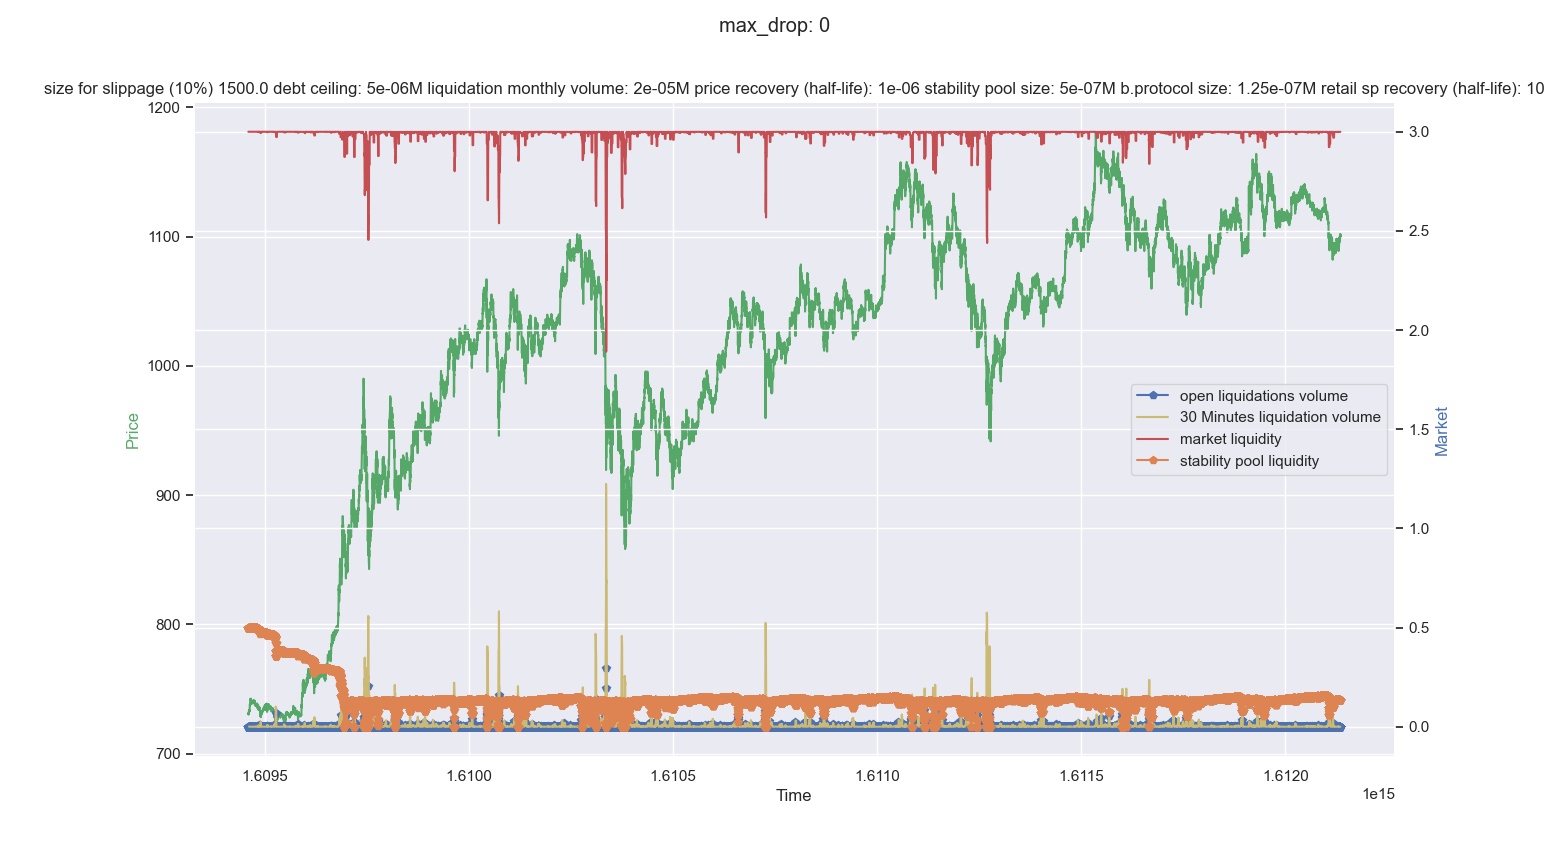 max_drop: 0
size for slippage (10%) 1500.0 debt ceiling: 5e-06M liquidation monthly volume: 2e-05M price recovery (half-life): 1e-06 stability pool size: 5e-07M b.protocol size: 1.25e-07M retail sp recovery (half-life): 10
1200
1100
1000
900
800
700
Price
3.0
2.5
2.0
1.5
1.0
0.5
0.0
Market
open liquidations volume
30 Minutes liquidation volume
market liquidity
stability pool liquidity
1.6095 1.6100 1.6105 1.6110 1.6115 1.6120
Time
1e15